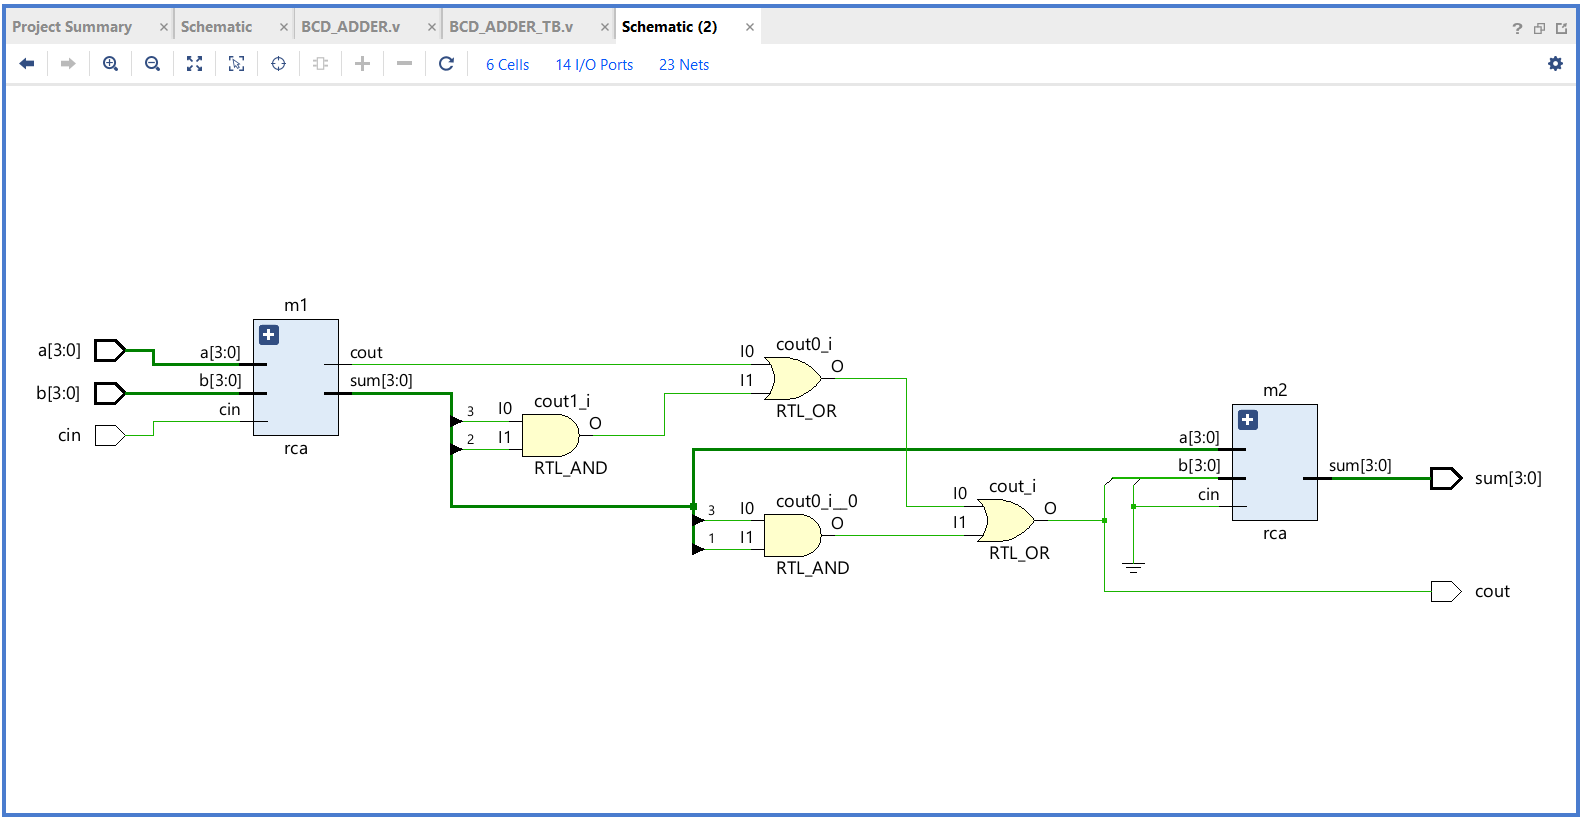 Project Summary × Schematic × BCD_ADDER.v × BCD_ADDER_TB.v × Schematic (2) × ?
6 Cells 14 I/O Ports 23 Nets
m1
a[3:0] a[3:0] cout
b[3:0] b[3:0] sum[3:0]
cin cin
rca
cout1_i
3 I0 O
2 I1
RTL_AND
cout0_i
I0 O
I1
RTL_OR
cout0_i__0
3 I0 O
1 I1
RTL_AND
cout_i
I0 O
I1
RTL_OR
m2
a[3:0]
b[3:0] sum[3:0] sum[3:0]
cin
rca
cout